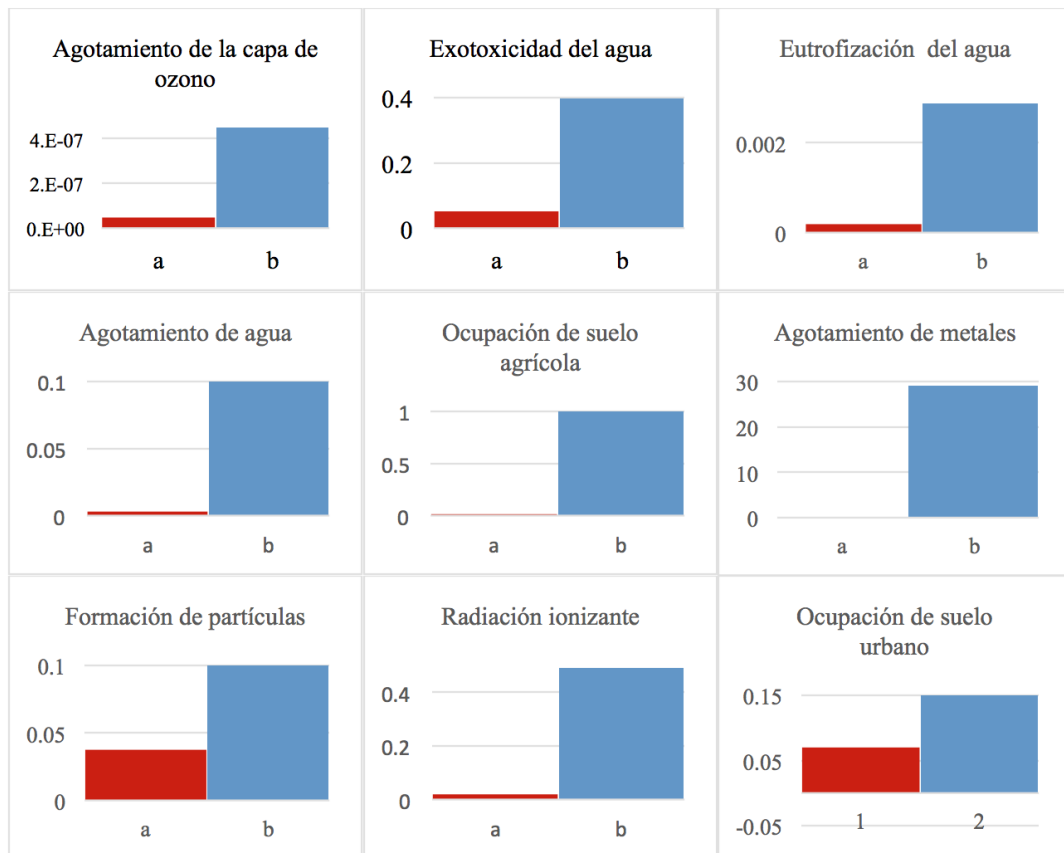 Agotamiento de la capa de
ozono
4.E-07
2.E-07
0.E+00
a b
Exotoxicidad del agua
0.4
0.2
0
a b
Eutrofización del agua
0.002
0
a b
Agotamiento de agua
0.1
0.05
0
a b
Ocupación de suelo
agrícola
1
0.5
0
a b
Agotamiento de metales
30
20
10
0
a b
Formación de partículas
0.1
0.05
0
a b
Radiación ionizante
0.4
0.2
0
a b
Ocupación de suelo
urbano
0.15
0.05
-0.05
1 2